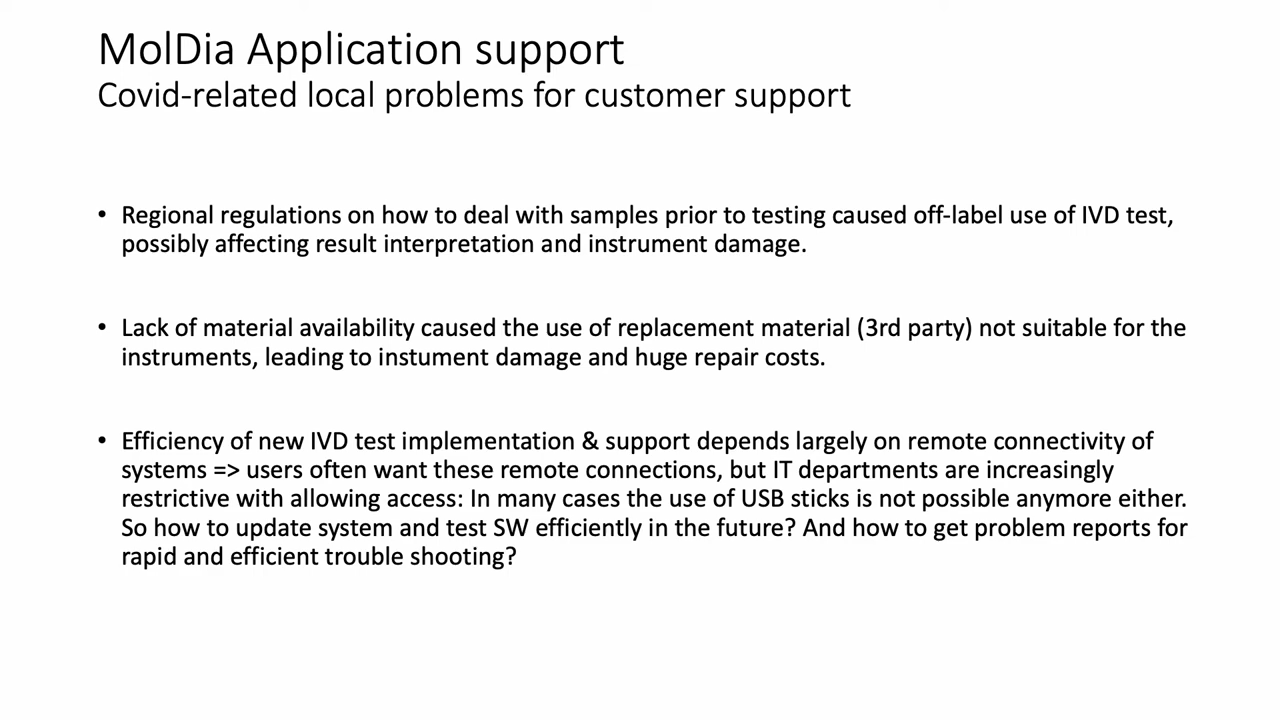 MolDia Application support
Covid-related local problems for customer support
• Regional regulations on how to deal with samples prior to testing caused off-label use of IVD test,
possibly affecting result interpretation and instrument damage.
• Lack of material availability caused the use of replacement material (3rd party) not suitable for the
instruments, leading to instument damage and huge repair costs.
• Efficiency of new IVD test implementation & support depends largely on remote connectivity of
systems => users often want these remote connections, but IT departments are increasingly
restrictive with allowing access: In many cases the use of USB sticks is not possible anymore either.
So how to update system and test SW efficiently in the future? And how to get problem reports for
rapid and efficient trouble shooting?